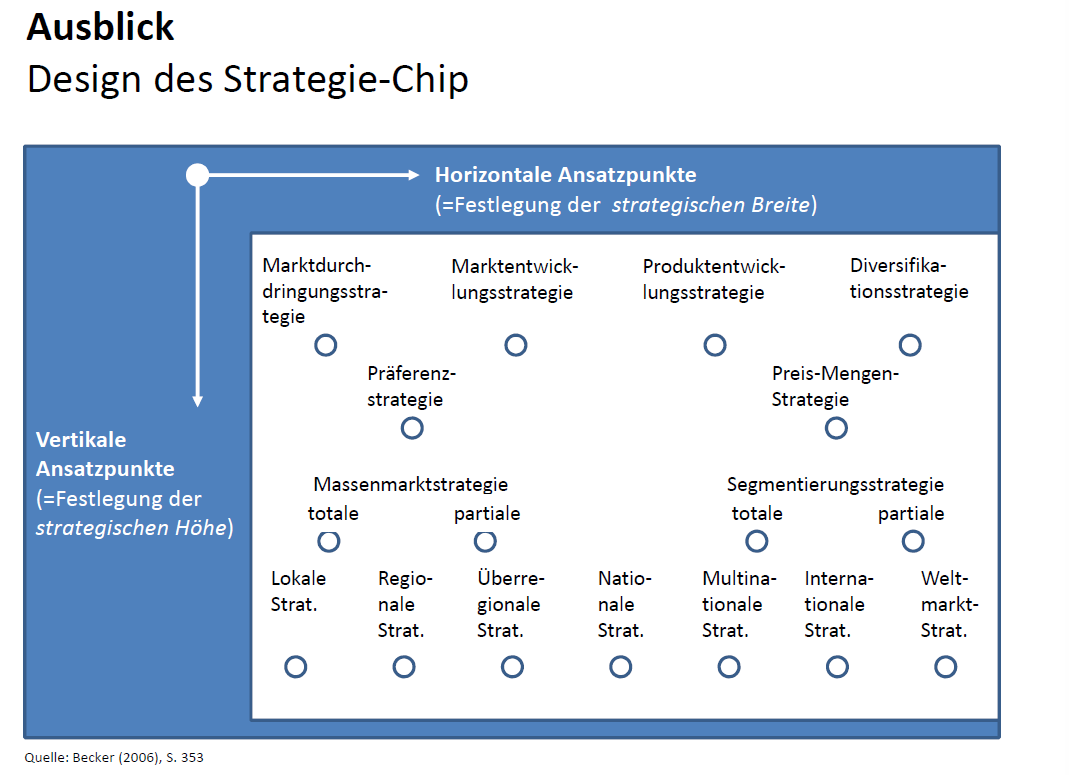 Ausblick
Design des Strategie-Chip
Horizontale Ansatzpunkte
(=Festlegung der strategischen Breite)
Marktdurch-
dringungsstra-
tegie
Marktentwick-
lungsstrategie
Produktentwick-
lungsstrategie
Diversifika-
tionsstrategie
Präferenz-
strategie
Preis-Mengen-
Strategie
Vertikale
Ansatzpunkte
(=Festlegung der
strategischen Höhe)
Massenmarktstrategie
totale
partiale
Segmentierungsstrategie
totale
partiale
Lokale
Strat.
Regio-
nale
Strat.
Überre-
gionale
Strat.
Natio-
nale
Strat.
Multina-
tionale
Strat.
Interna-
tionale
Strat.
Welt-
markt-
Strat.
Quelle: Becker (2006), S. 353